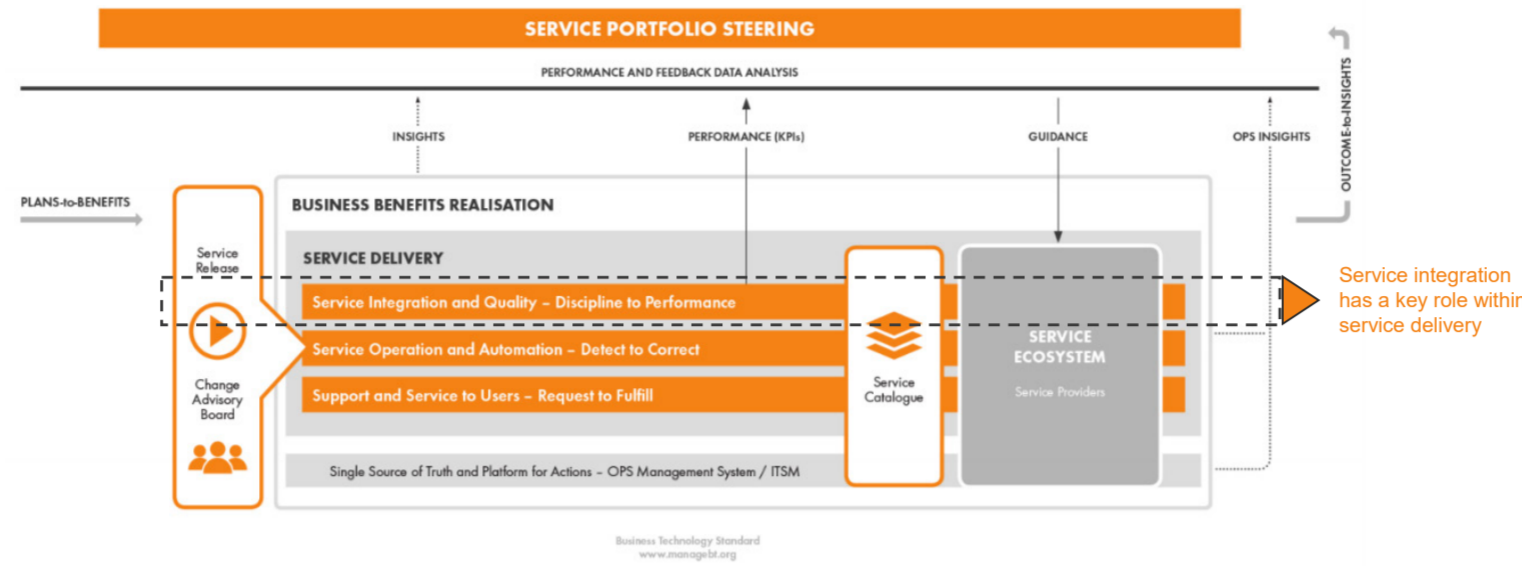 SERVICE PORTFOLIO STEERING
PERFORMANCE AND FEEDBACK DATA ANALYSIS
INSIGHTS
PERFORMANCE (KPIs)
GUIDANCE
OPS INSIGHTS
OUTCOME-to-INSIGHTS
PLANS-to-BENEFITS
BUSINESS BENEFITS REALISATION
Service
Release
Change
Advisory
Board
SERVICE DELIVERY
Service Integration and Quality – Discipline to Performance
Service Operation and Automation – Detect to Correct
Support and Service to Users – Request to Fulfill
Service
Catalogue
SERVICE
ECOSYSTEM
Service Providers
Single Source of Truth and Platform for Actions – OPS Management System / ITSM
Service integration
has a key role within
service delivery
Business Technology Standard
www.managebt.org